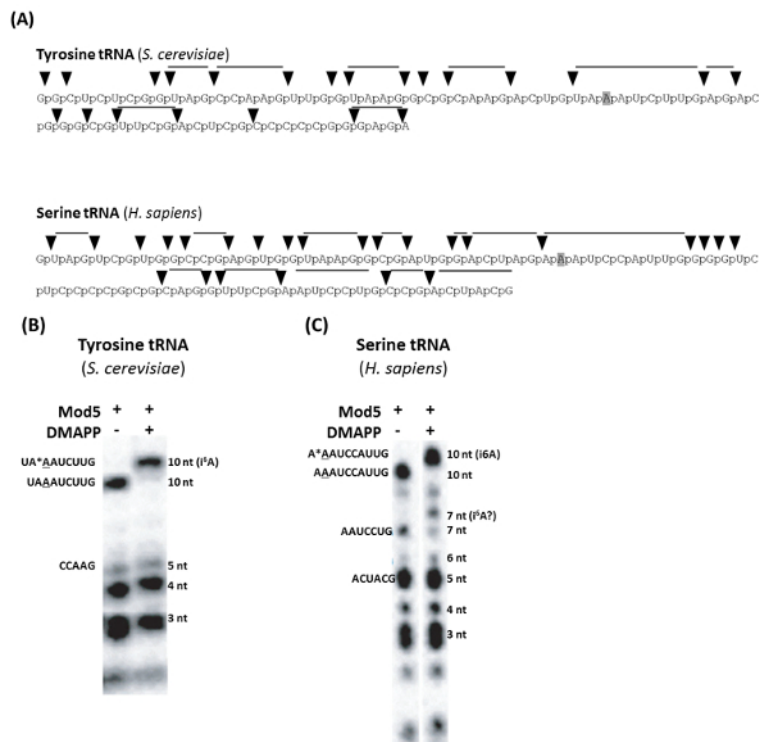 (A)
Tyrosine tRNA (S. cerevisiae)
GpGpCpUpCpUpCpGpGpUpApGpCpCpApApGpUpUpGpGpUpApApGpGpCpGpCpApApApGpApCpUpGpUpApApApUpCpUpUpGpApGpApC
pGpGpGpCpGpUpUpCpGpApCpUpCpGpCpCpCpCpCpGpGpGpApGpA
Serine tRNA (H. sapiens)
GpUpApGpUpCpGpUpGpGpCpCpGpApGpUpGpGpUpApApGpGpCpGpApUpGpGpApCpUpApGpApApApUpCpCpApUpUpGpGpGpGpUpC
pUpCpCpCpCpGpCpGpCpApGpGpUpUpCpGpApApUpCpCpUpGpCpCpGpApCpUpApCpG
(B)
Tyrosine tRNA
(S. cerevisiae)
Mod5 + +
DMAPP - +
UA*AAUCUUG 10 nt (i⁶A)
UAAAUCUUG 10 nt
CCAAG 5 nt
4 nt
3 nt
(C)
Serine tRNA
(H. sapiens)
Mod5 + +
DMAPP - +
A*AAUCCAUUG 10 nt (i6A)
AAAUCCAUUG 10 nt
7 nt (i⁶A?)
AAUCCUG 7 nt
6 nt
ACUACG 5 nt
4 nt
3 nt